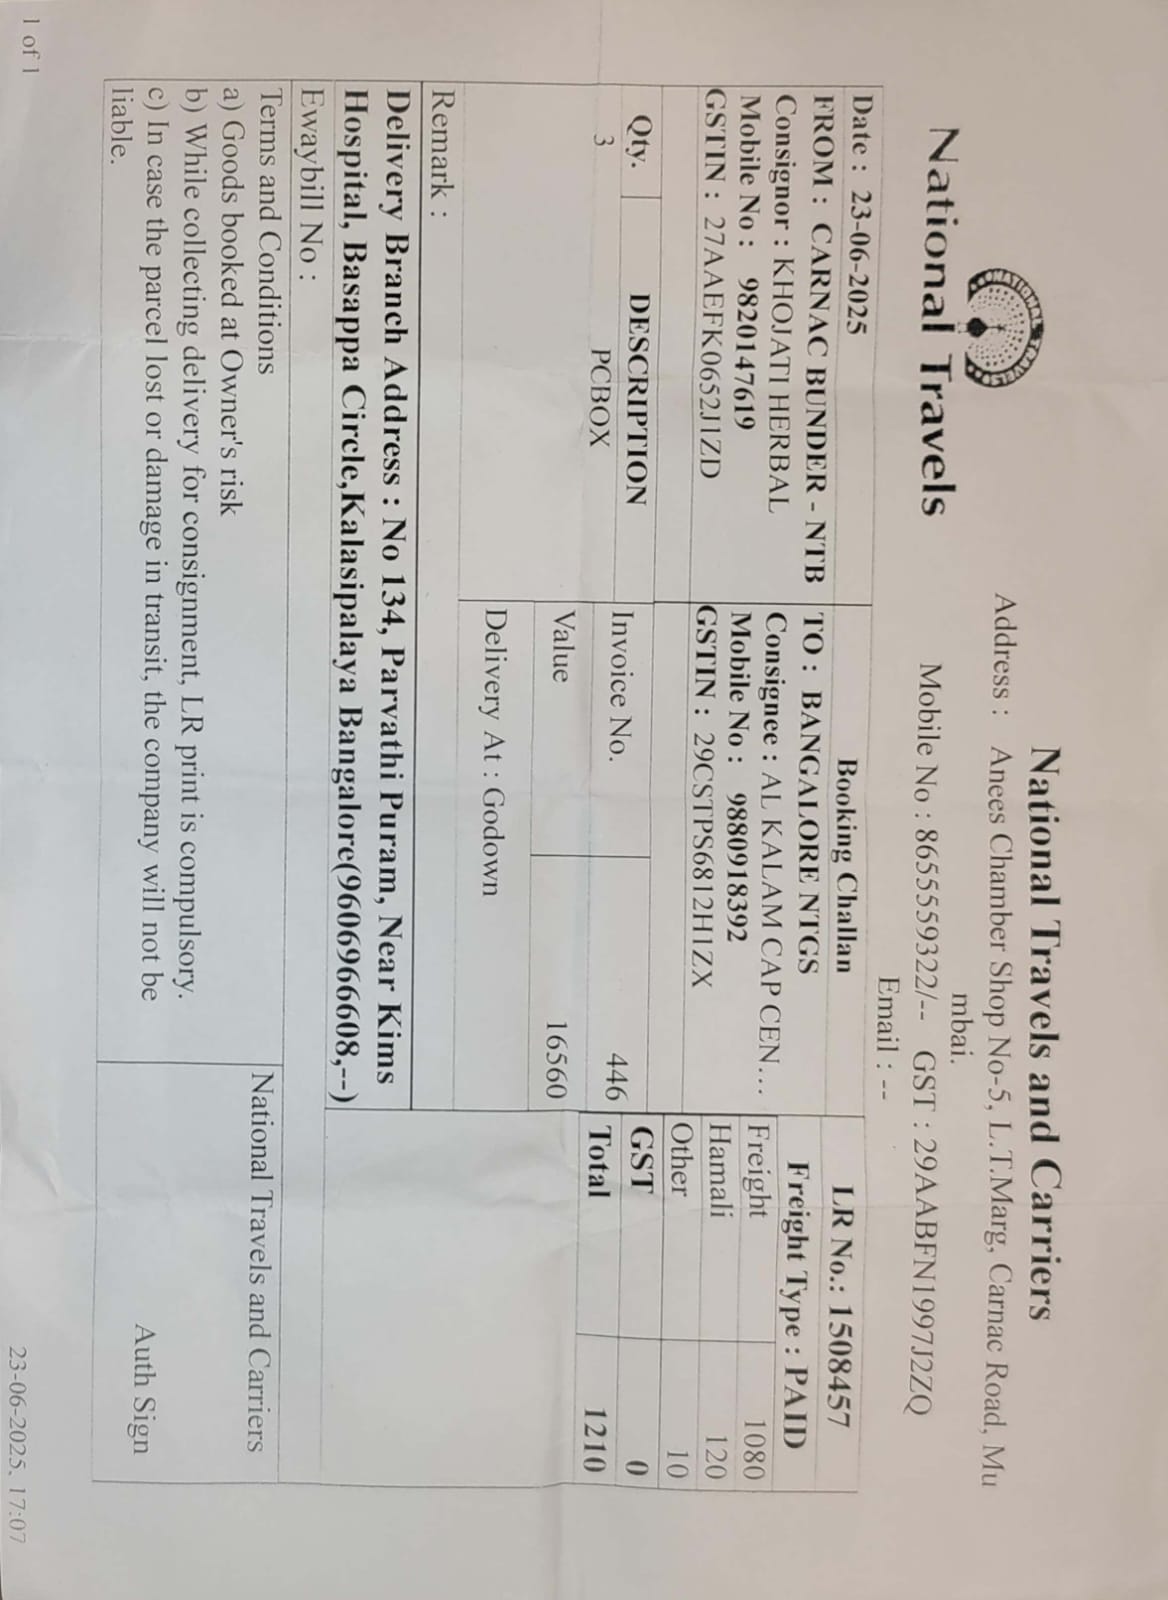 National Travels and Carriers
Address : Anees Chamber Shop No-5, L.T.Marg, Carnac Road, Mu
mbai.
Mobile No : 8655559322/-- GST : 29AABFN1997J2ZQ
Email : --
National Travels
Date : 23-06-2025
Booking Challan
LR No.: 1508457
FROM : CARNAC BUNDER - NTB
TO : BANGALORE NTGS
Freight Type : PAID
Consignor : KHOJATI HERBAL
Consignee : AL KALAM CAP CEN...
Freight 1080
Mobile No : 9820147619
Mobile No : 9880918392
Hamali 120
GSTIN : 27AAEFK0652J1ZD
GSTIN : 29CSTPS6812H1ZX
Other 10
Qty. DESCRIPTION
Invoice No. 446
GST 0
3 PCBOX
Value 16560
Total 1210
Delivery At : Godown
Remark :
Delivery Branch Address : No 134, Parvathi Puram, Near Kims
Hospital, Basappa Circle,Kalasipalaya Bangalore(9606966608,--)
Ewaybill No :
Terms and Conditions
a) Goods booked at Owner's risk
b) While collecting delivery for consignment, LR print is compulsory.
c) In case the parcel lost or damage in transit, the company will not be
liable.
National Travels and Carriers
Auth Sign
1 of 1
23-06-2025, 17:07